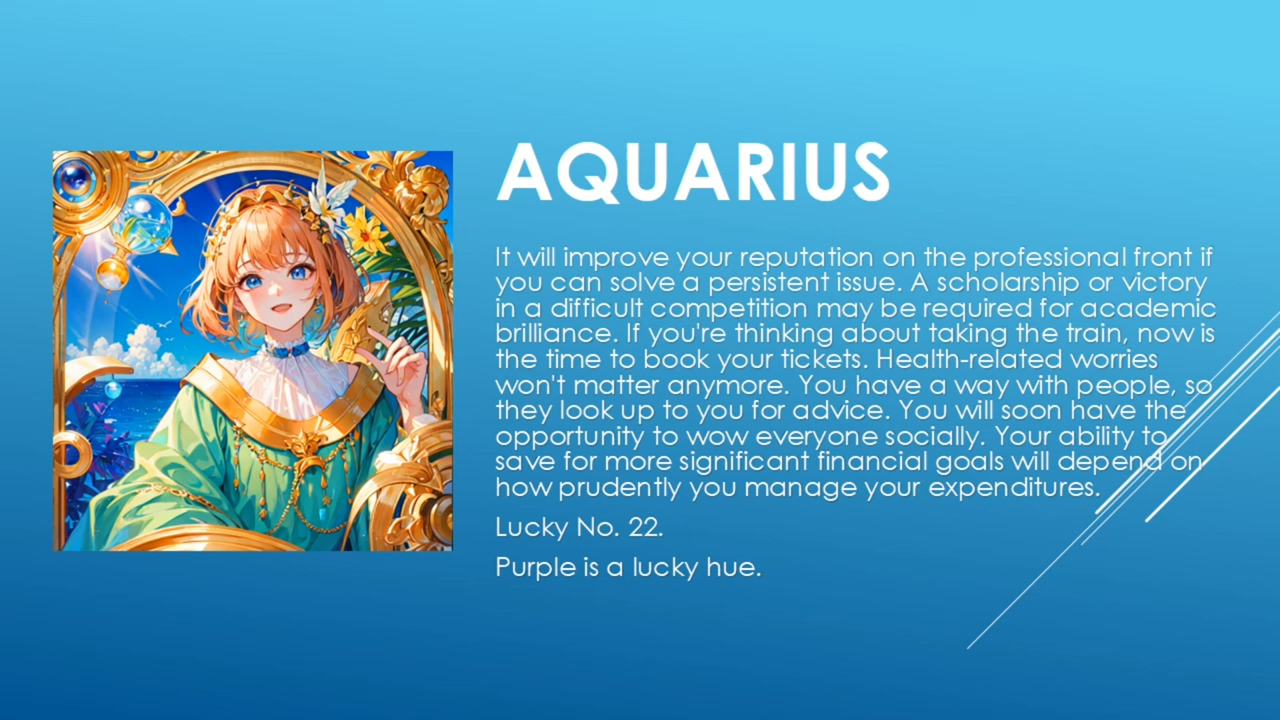 AQUARIUS
It will improve your reputation on the professional front if
you can solve a persistent issue. A scholarship or victory
in a difficult competition may be required for academic
brilliance. If you're thinking about taking the train, now is
the time to book your tickets. Health-related worries
won't matter anymore. You have a way with people, so
they look up to you for advice. You will soon have the
opportunity to wow everyone socially. Your ability to
save for more significant financial goals will depend on
how prudently you manage your expenditures.
Lucky No. 22.
Purple is a lucky hue.